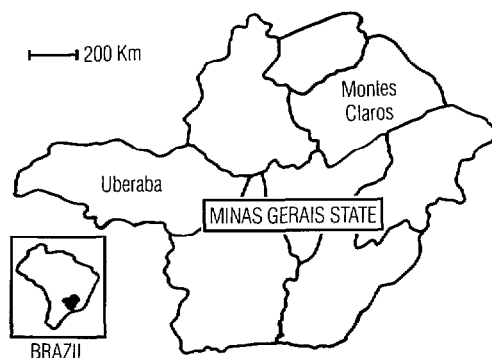 200 Km
Montes
Claros
Uberaba
MINAS GERAIS STATE
BRAZIL